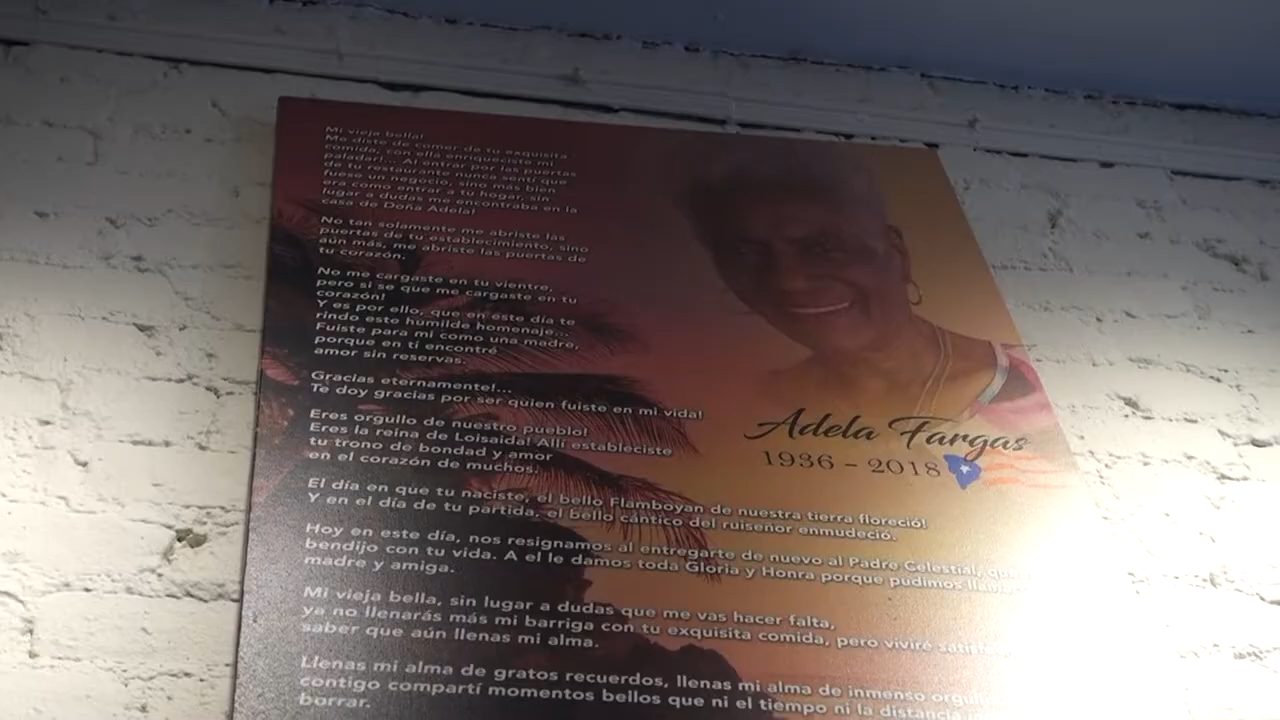 Mi vieja bella!
Me diste de comer de tu exquisita
comida, con ella enriqueciste mi
paladar!... Al entrar por las puertas
de tu restaurante nunca sentí que
fuese un negocio, sino más bien
era como entrar a tu hogar, sin
lugar a dudas me encontraba en la
casa de Doña Adela!
No tan solamente me abriste las
puertas de tu establecimiento, sino
aún más, me abriste las puertas de
tu corazón.
No me cargaste en tu vientre,
pero si se que me cargaste en tu
corazón!
Y es por ello, que en este día te
rindo este humilde homenaje...
Fuiste para mi como una madre,
porque en ti encontré
amor sin reservas.
Gracias eternamente!...
Te doy gracias por ser quien fuiste en mi vida!
Eres orgullo de nuestro pueblo!
Eres la reina de Loisaida! Allí estableciste
tu trono de bondad y amor
en el corazón de muchos.
Adela Fargas
1936 - 2018
El día en que tu naciste, el bello Flamboyan de nuestra tierra floreció!
Y en el día de tu partida, el bello cántico del ruiseñor enmudeció.
Hoy en este día, nos resignamos al entregarte de nuevo al Padre Celestial,
bendijo con tu vida. A el le damos toda Gloria y Honra porque pudimos
madre y amiga.
Mi vieja bella, sin lugar a dudas que me vas hacer falta,
ya no llenarás más mi barriga con tu exquisita comida, pero viviré
saber que aún llenas mi alma.
Llenas mi alma de gratos recuerdos, llenas mi alma de inmenso
contigo compartí momentos bellos que ni el tiempo ni la distancia
borrar.